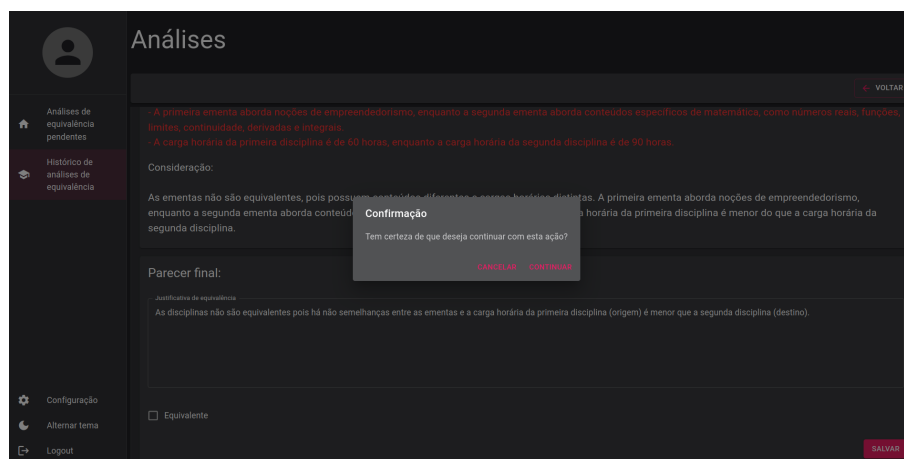 Análises
VOLTAR
Análises de
equivalência
pendentes
Histórico de
análises de
equivalência
- A primeira ementa aborda noções de empreendedorismo, enquanto a segunda ementa aborda conteúdos específicos de matemática, como números reais, funções,
limites, continuidade, derivadas e integrais.
- A carga horária da primeira disciplina é de 60 horas, enquanto a carga horária da segunda disciplina é de 90 horas.
Consideração:
As ementas não são equivalentes, pois possuem conteúdos diferentes e cargas horárias distintas. A primeira ementa aborda noções de empreendedorismo,
enquanto a segunda ementa aborda conteúd a horária da primeira disciplina é menor do que a carga horária da
segunda disciplina.
Confirmação
Tem certeza de que deseja continuar com esta ação?
CANCELAR CONTINUAR
Parecer final:
Justificativa de equivalência
As disciplinas não são equivalentes pois há não semelhanças entre as ementas e a carga horária da primeira disciplina (origem) é menor que a segunda disciplina (destino).
Equivalente
SALVAR
Configuração
Alternar tema
Logout